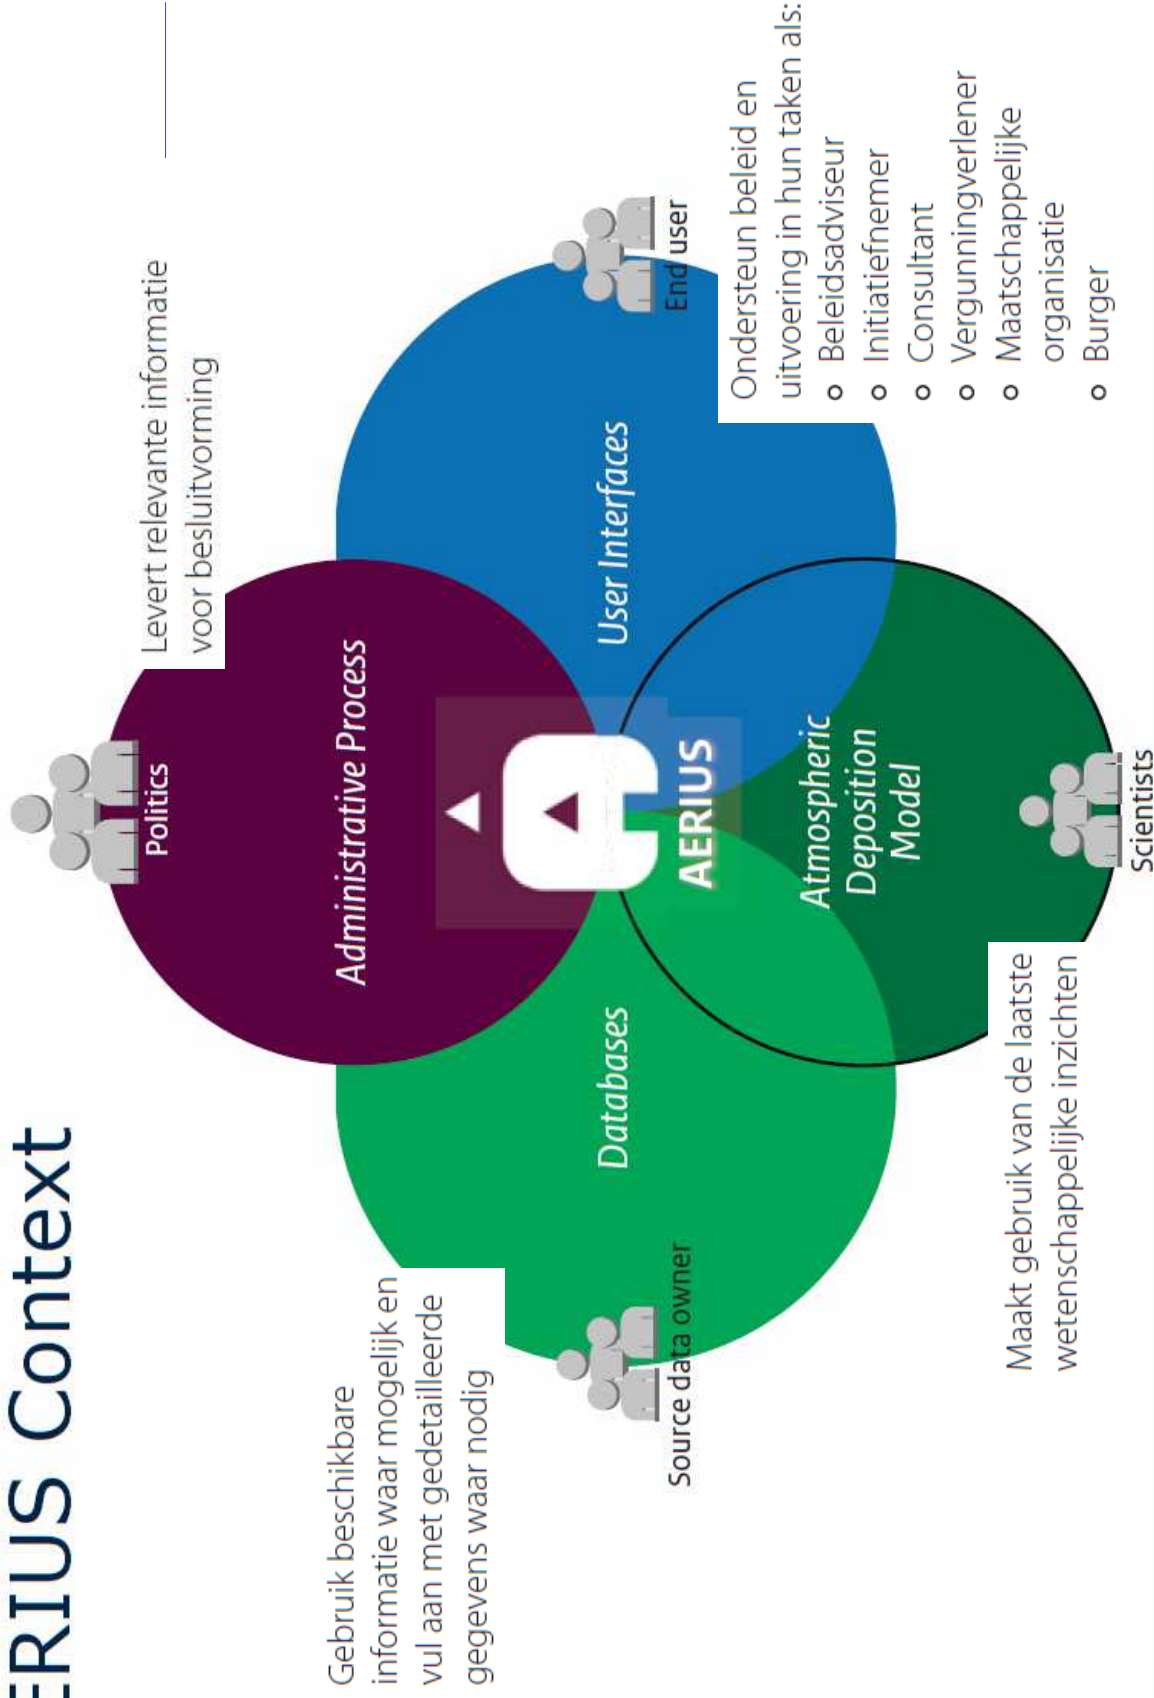 ERIUS Context
Politics
Levert relevante informatie
voor besluitvorming
Administrative Process
Gebruik beschikbare
informatie waar mogelijk en
vul aan met gedetailleerde
gegevens waar nodig
Source data owner
Databases
AERIUS
User Interfaces
End user
Ondersteun beleid en
uitvoering in hun taken als:
o Beleidsadviseur
o Initiatiefnemer
o Consultant
o Vergunningverlener
o Maatschappelijke
organisatie
o Burger
Atmospheric
Deposition
Model
Maakt gebruik van de laatste
wetenschappelijke inzichten
Scientists